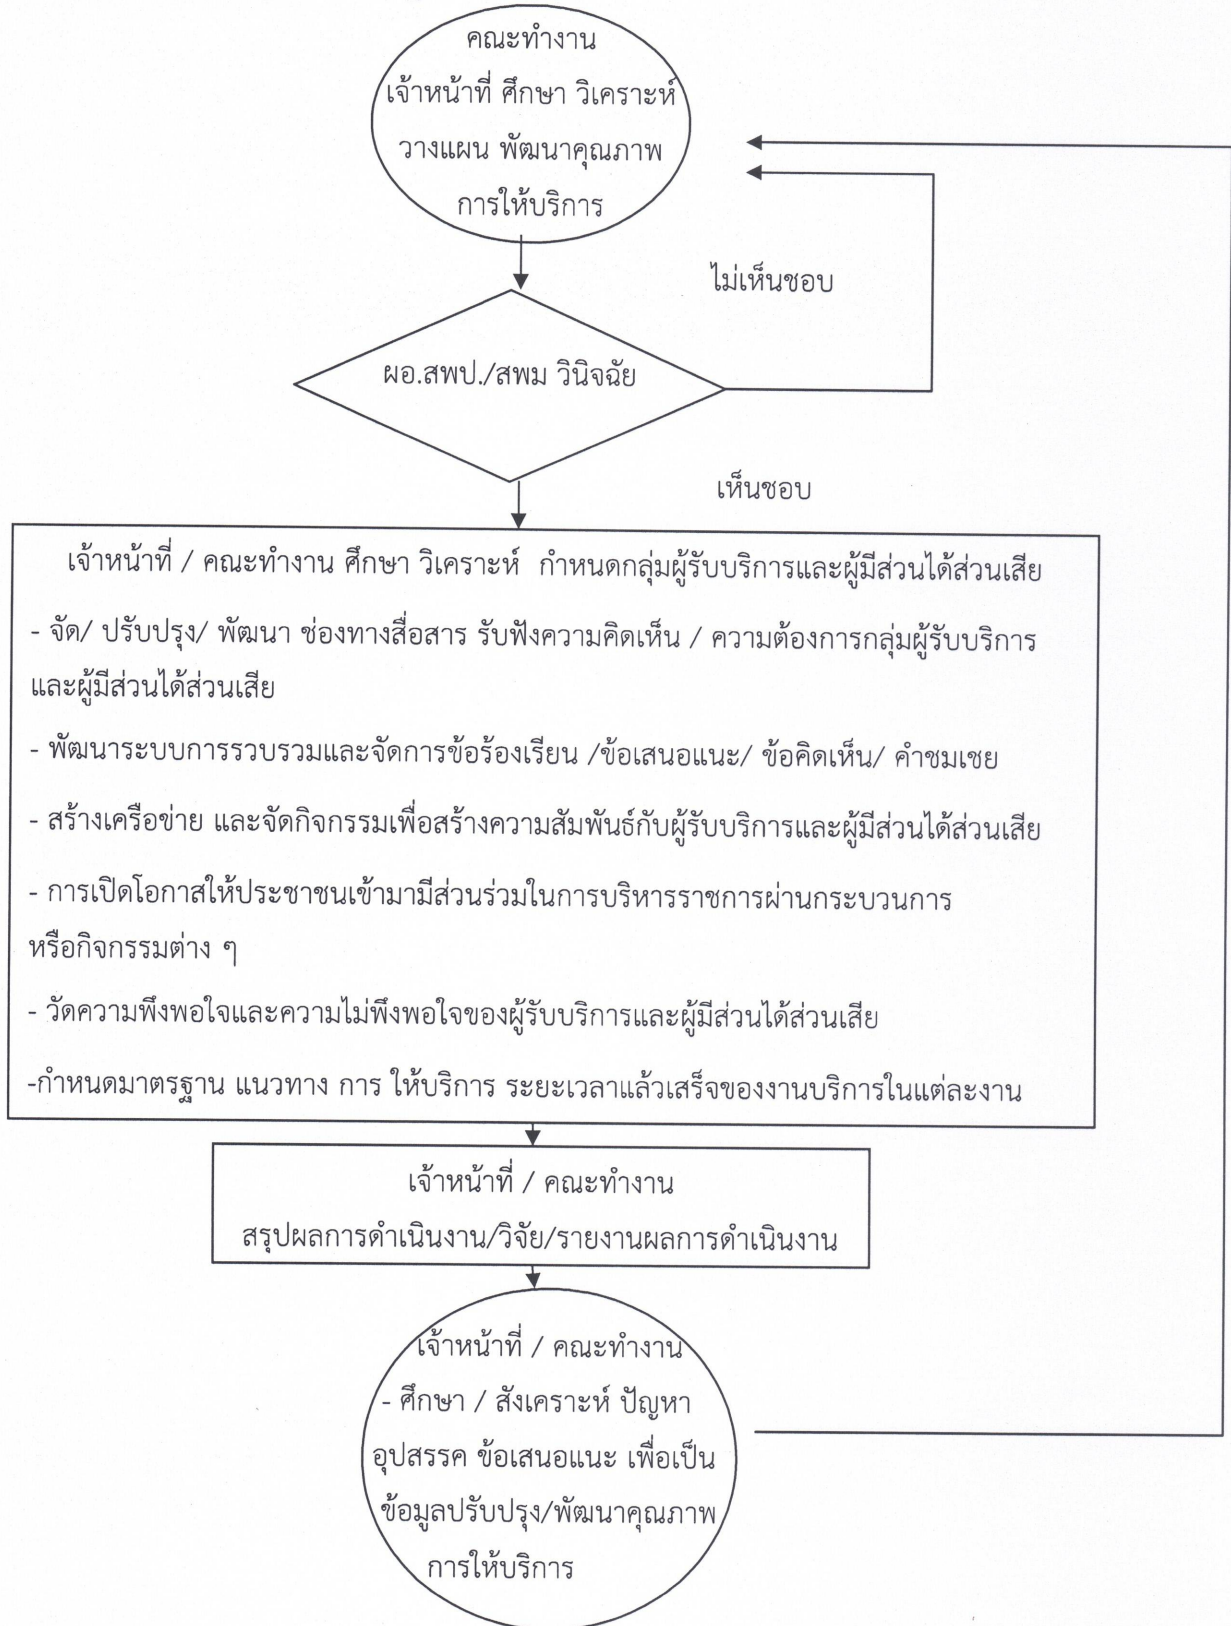 คณะทำงาน
เจ้าหน้าที่ ศึกษา วิเคราะห์
วางแผน พัฒนาคุณภาพ
การให้บริการ
ไม่เห็นชอบ
ผอ.สพป./สพม วินิจฉัย
เห็นชอบ
เจ้าหน้าที่ / คณะทำงาน ศึกษา วิเคราะห์ กำหนดกลุ่มผู้รับบริการและผู้มีส่วนได้ส่วนเสีย
- จัด/ ปรับปรุง/ พัฒนา ช่องทางสื่อสาร รับฟังความคิดเห็น / ความต้องการกลุ่มผู้รับบริการ
และผู้มีส่วนได้ส่วนเสีย
- พัฒนาระบบการรวบรวมและจัดการข้อร้องเรียน /ข้อเสนอแนะ/ ข้อคิดเห็น/ คำชมเชย
- สร้างเครือข่าย และจัดกิจกรรมเพื่อสร้างความสัมพันธ์กับผู้รับบริการและผู้มีส่วนได้ส่วนเสีย
- การเปิดโอกาสให้ประชาชนเข้ามามีส่วนร่วมในการบริหารราชการผ่านกระบวนการ
หรือกิจกรรมต่าง ๆ
- วัดความพึงพอใจและความไม่พึงพอใจของผู้รับบริการและผู้มีส่วนได้ส่วนเสีย
-กำหนดมาตรฐาน แนวทาง การ ให้บริการ ระยะเวลาแล้วเสร็จของงานบริการในแต่ละงาน
เจ้าหน้าที่ / คณะทำงาน
สรุปผลการดำเนินงาน/วิจัย/รายงานผลการดำเนินงาน
เจ้าหน้าที่ / คณะทำงาน
- ศึกษา / สังเคราะห์ ปัญหา
อุปสรรค ข้อเสนอแนะ เพื่อเป็น
ข้อมูลปรับปรุง/พัฒนาคุณภาพ
การให้บริการ